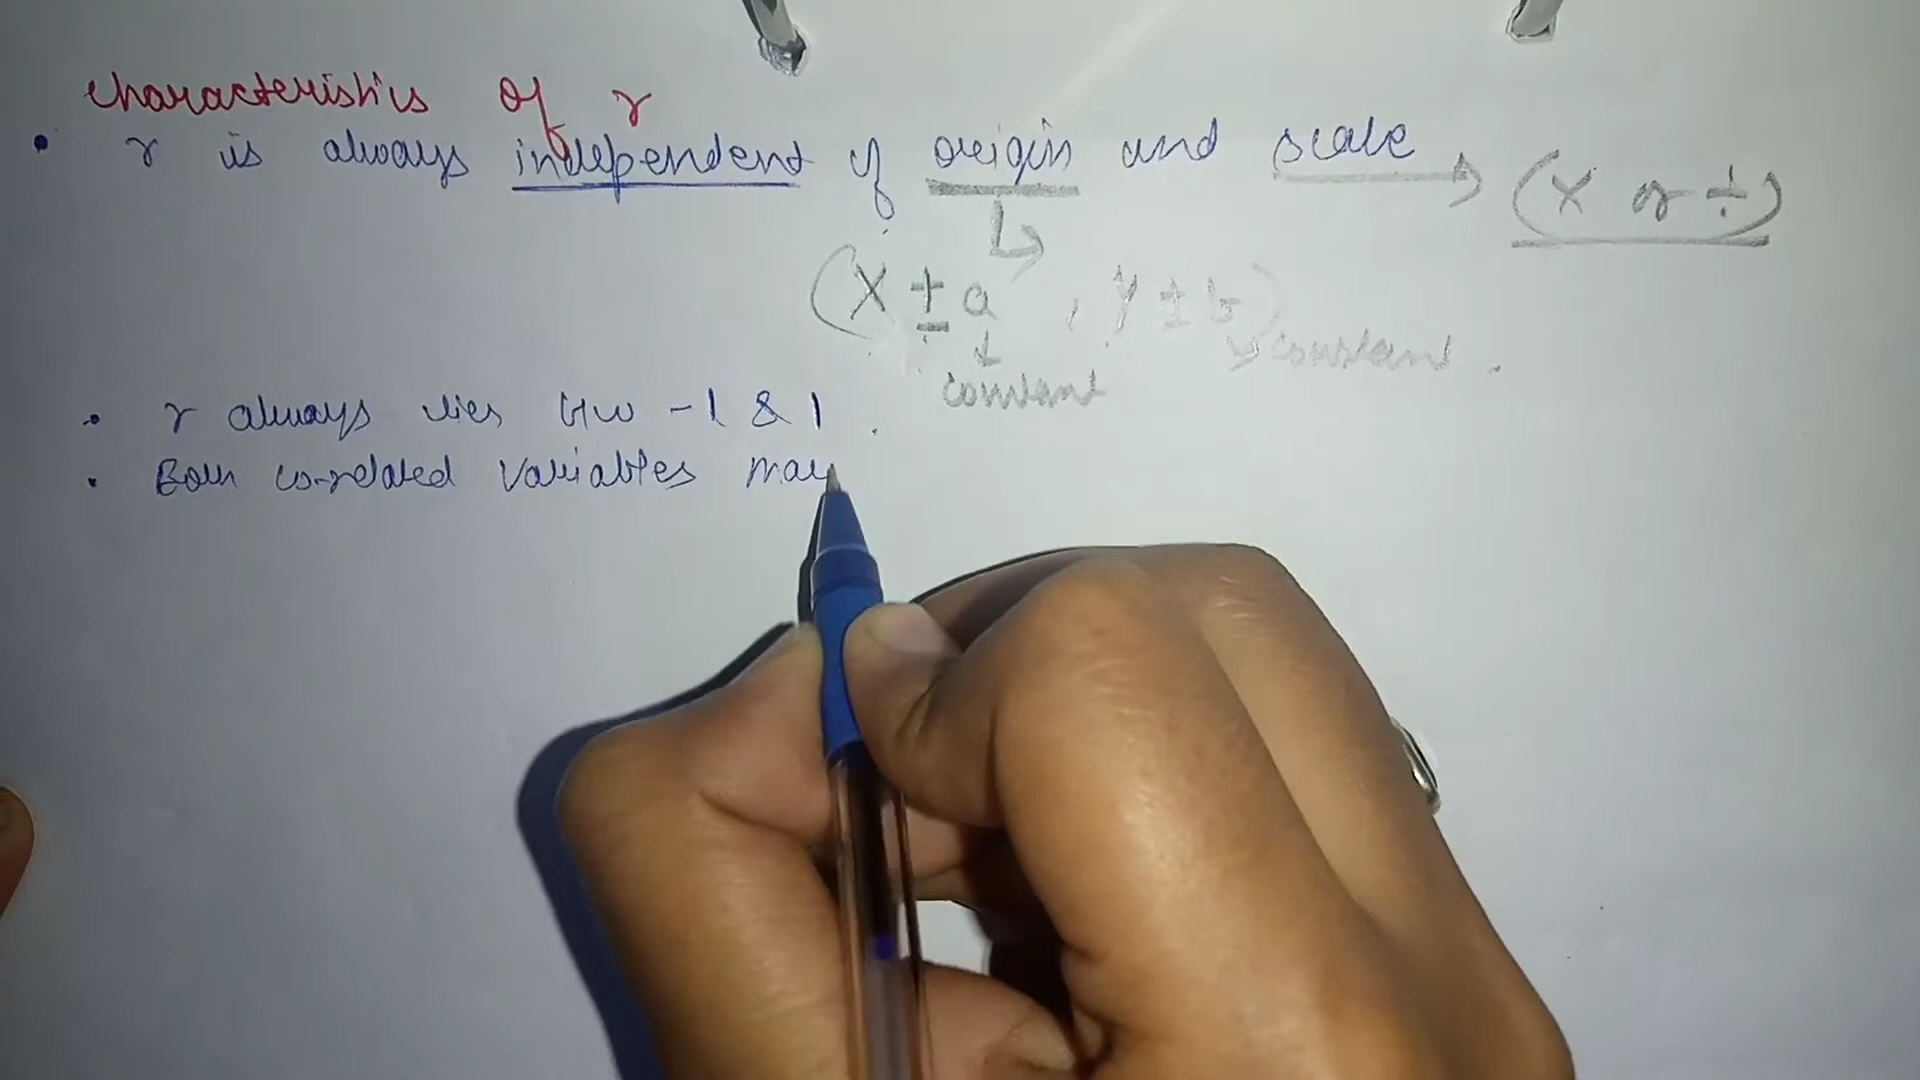 Characteristics of r
• r is always independent of origin and scale → (X or ÷)
(X ± a , Y ± b)
constant
constant .
• r always lies btw -1 & 1 .
• Both co-related Variables may